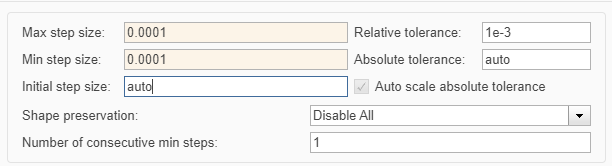 Max step size: 0.0001 Relative tolerance: 1e-3
Min step size: 0.0001 Absolute tolerance: auto
Initial step size: auto Auto scale absolute tolerance
Shape preservation: Disable All
Number of consecutive min steps: 1